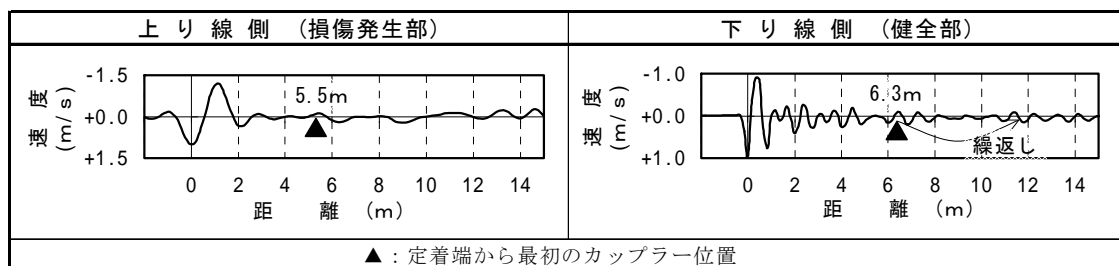 上り線側 (損傷発生部)
下り線側 (健全部)
速度 (m/s)
-1.5
+0.0
+1.5
5.5m
0 2 4 6 8 10 12 14
距離 (m)
速度 (m/s)
-1.0
+0.0
+1.0
6.3m
繰返し
0 2 4 6 8 10 12 14
距離 (m)
▲：定着端から最初のカップラー位置